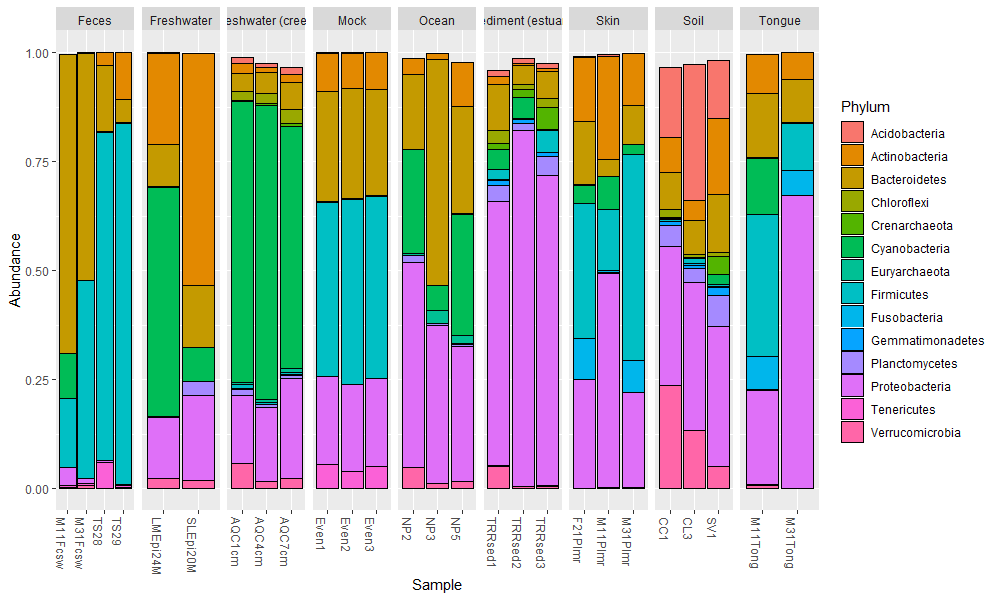 Feces
Freshwater
eshwater (cree
Mock
Ocean
ediment (estuar
Skin
Soil
Tongue
1.00
0.75
0.50
0.25
0.00
Abundance
M11Fcsw
M31Fcsw
TS28
TS29
LMEpi24M
SLEpi20M
AQC1cm
AQC4cm
AQC7cm
Even1
Even2
Even3
NP2
NP3
NP5
TRRsed1
TRRsed2
TRRsed3
F21Plmr
M11Plmr
M31Plmr
CC1
CL3
SV1
M11Tong
M31Tong
Sample
Phylum
Acidobacteria
Actinobacteria
Bacteroidetes
Chloroflexi
Crenarchaeota
Cyanobacteria
Euryarchaeota
Firmicutes
Fusobacteria
Gemmatimonadetes
Planctomycetes
Proteobacteria
Tenericutes
Verrucomicrobia